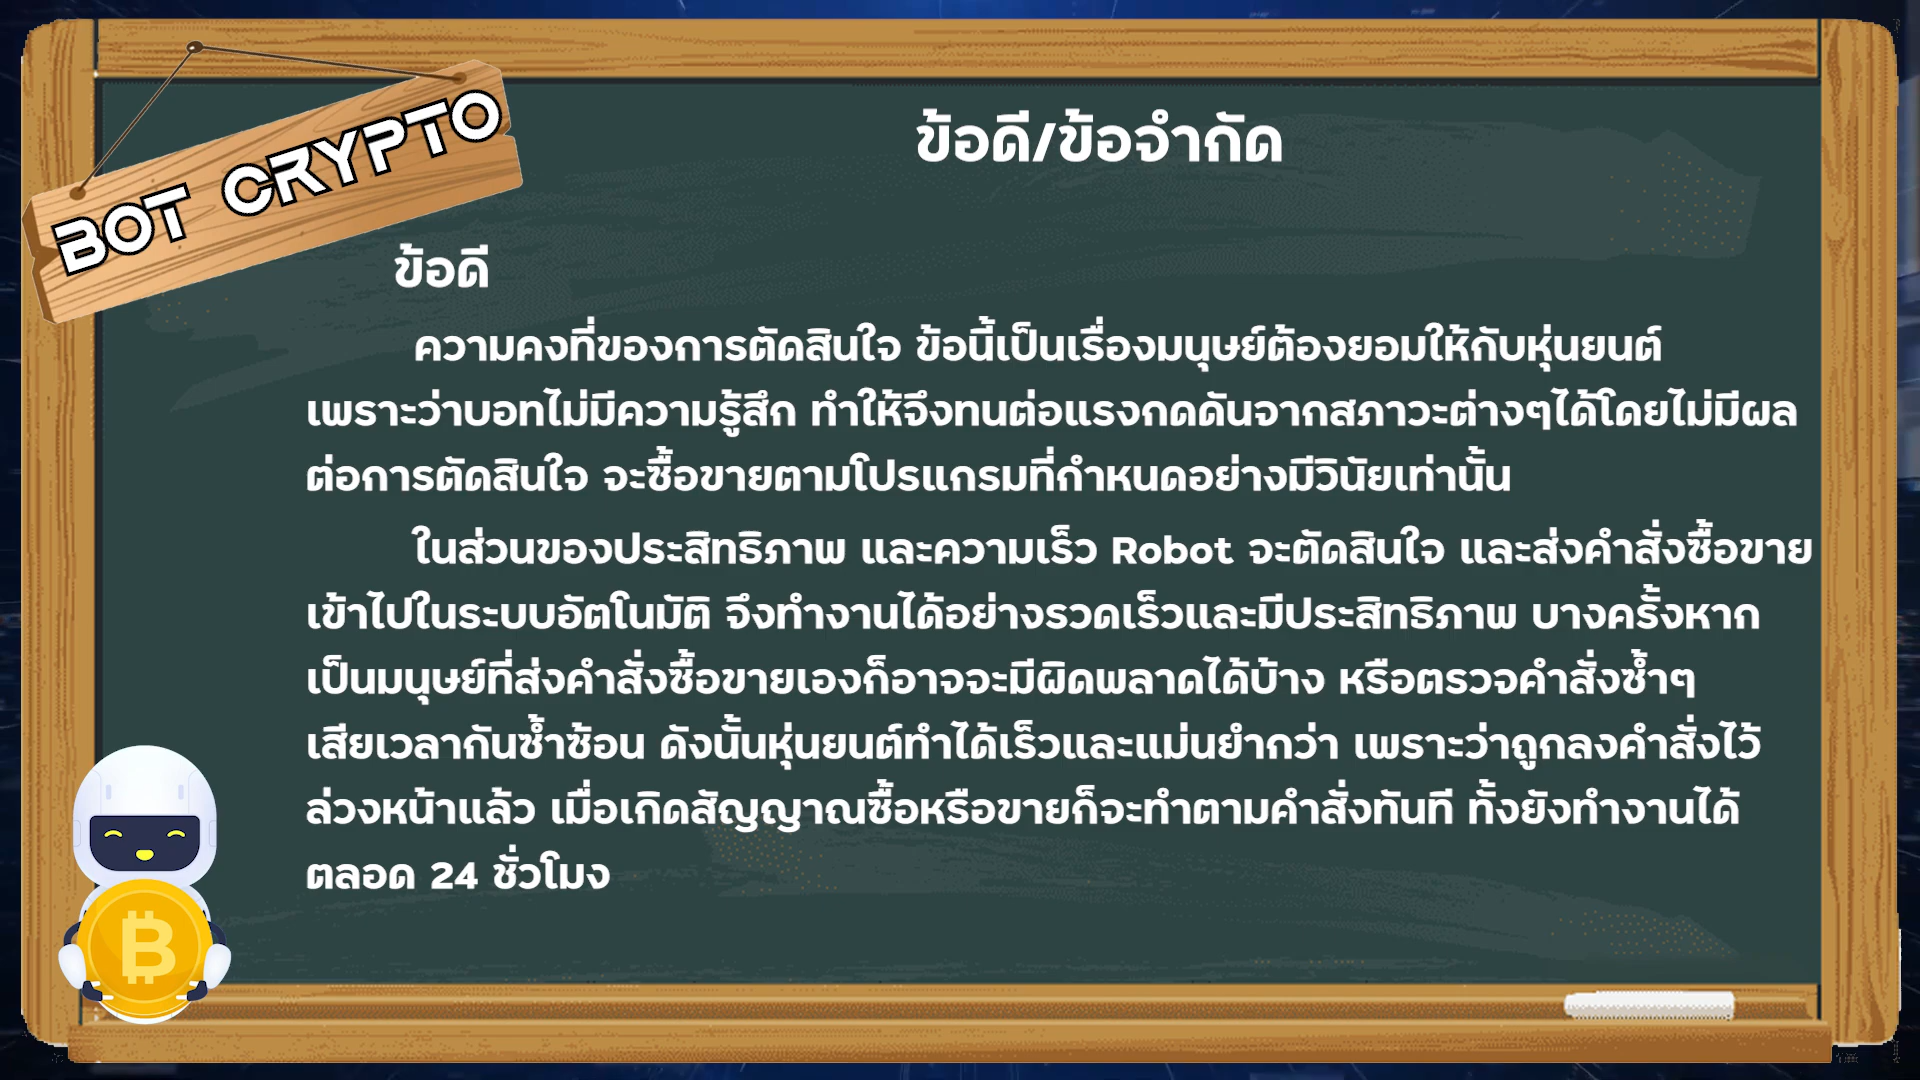 BOT CRYPTO
ข้อดี/ข้อจำกัด
ข้อดี
ความคงที่ของการตัดสินใจ ข้อนี้เป็นเรื่องมนุษย์ต้องยอมให้กับหุ่นยนต์
เพราะว่าบอทไม่มีความรู้สึก ทำให้จึงทนต่อแรงกดดันจากสภาวะต่างๆได้โดยไม่มีผล
ต่อการตัดสินใจ จะซื้อขายตามโปรแกรมที่กำหนดอย่างมีวินัยเท่านั้น
ในส่วนของประสิทธิภาพ และความเร็ว Robot จะตัดสินใจ และส่งคำสั่งซื้อขาย
เข้าไปในระบบอัตโนมัติ จึงทำงานได้อย่างรวดเร็วและมีประสิทธิภาพ บางครั้งหาก
เป็นมนุษย์ที่ส่งคำสั่งซื้อขายเองก็อาจจะมีผิดพลาดได้บ้าง หรือตรวจคำสั่งซ้ำๆ
เสียเวลากันซ้ำซ้อน ดังนั้นหุ่นยนต์ทำได้เร็วและแม่นยำกว่า เพราะว่าถูกลงคำสั่งไว้
ล่วงหน้าแล้ว เมื่อเกิดสัญญาณซื้อหรือขายก็จะทำตามคำสั่งทันที ทั้งยังทำงานได้
ตลอด 24 ชั่วโมง